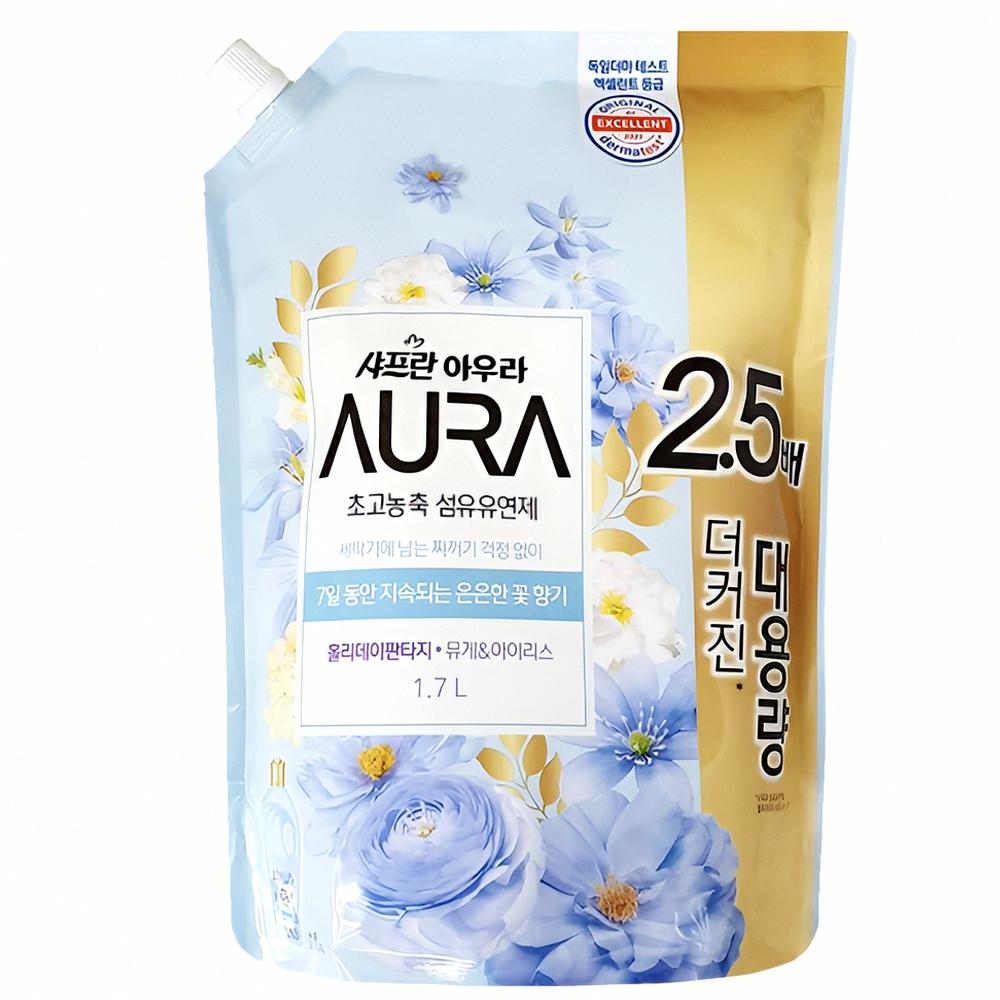 독일더마 테스트
엑셀런트 등급
ORIGINAL
EXCELLENT
dermatest
샤프란 아우라
AURA
초고농축 섬유유연제
세탁기에 남는 찌꺼기 걱정 없이
7일 동안 지속되는 은은한 꽃 향기
홀리데이판타지 • 뮤게&아이리스
1.7 L
2.5배
더커진
대용량